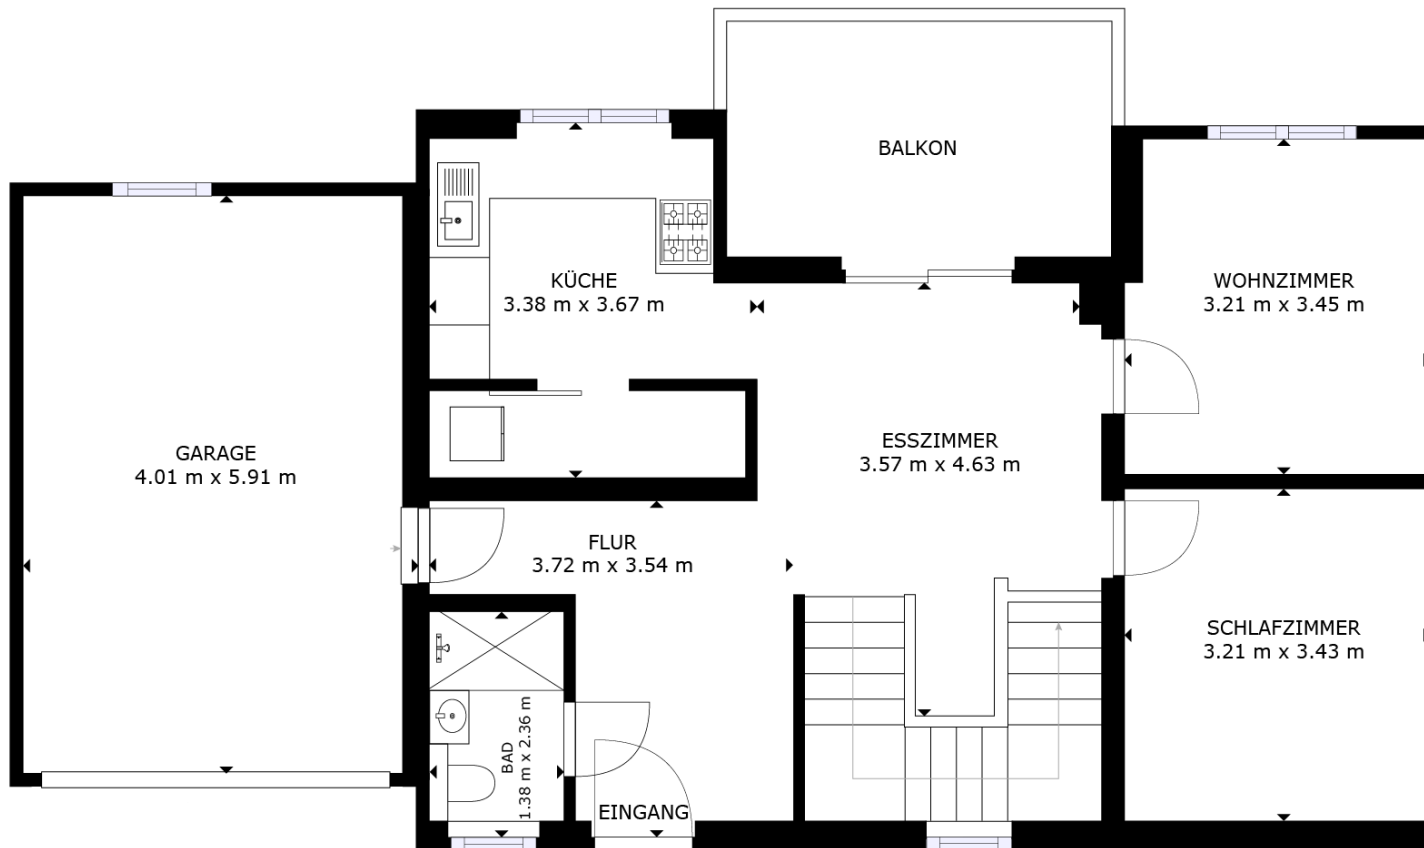 BALKON
KÜCHE
3.38 m x 3.67 m
WOHNZIMMER
3.21 m x 3.45 m
GARAGE
4.01 m x 5.91 m
ESSZIMMER
3.57 m x 4.63 m
FLUR
3.72 m x 3.54 m
SCHLAFZIMMER
3.21 m x 3.43 m
BAD
1.38 m x 2.36 m
EINGANG